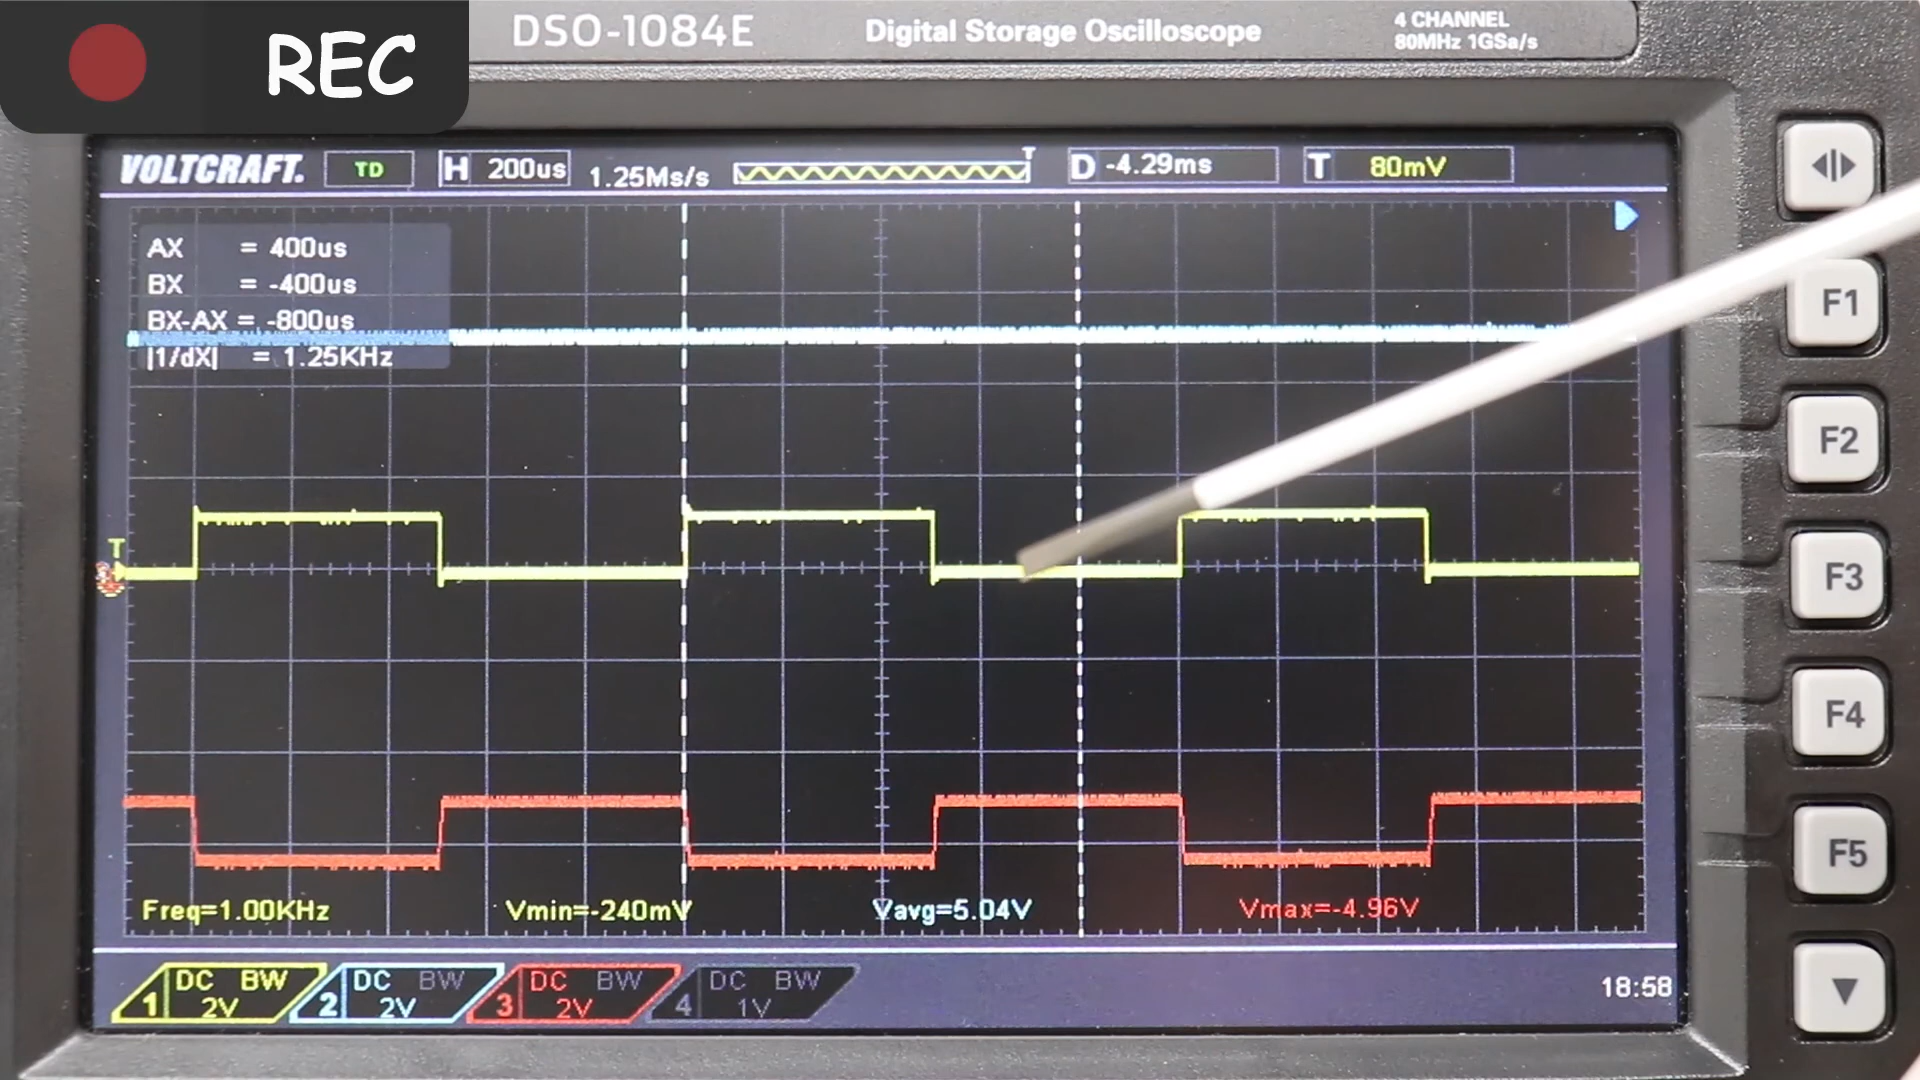 REC
DSO-1084E Digital Storage Oscilloscope 4 CHANNEL
80MHz 1GSa/s
VOLTCRAFT. TD H 200us 1.25Ms/s T D -4.29ms T 80mV
AX = 400us
BX = -400us
BX-AX = -800us
|1/dX| = 1.25KHz
T
Freq=1.00KHz Vmin=-240mV Vavg=5.04V Vmax=-4.96V
1 DC BW 2V
2 DC BW 2V
3 DC BW 2V
4 DC BW 1V
18:58
F1
F2
F3
F4
F5